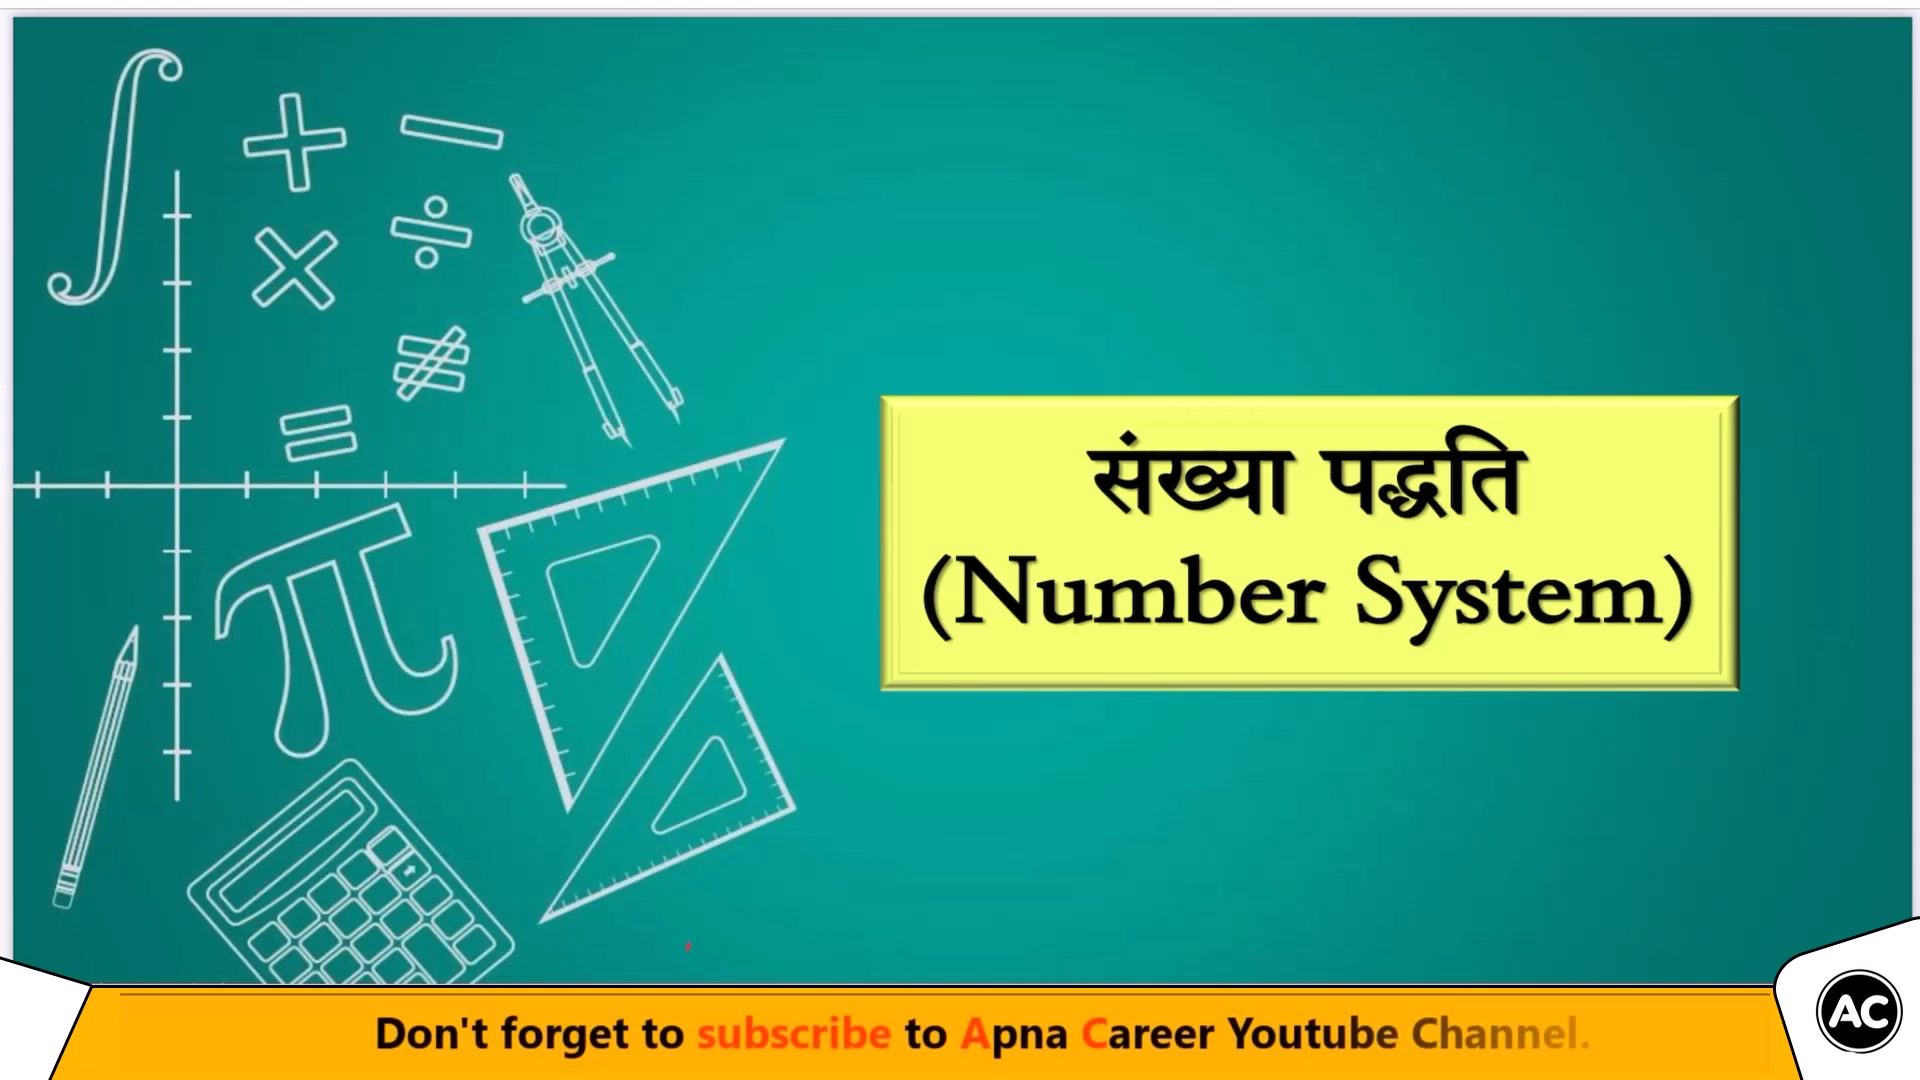 संख्या पद्धति
(Number System)
Don't forget to subscribe to Apna Career Youtube Channel.
AC